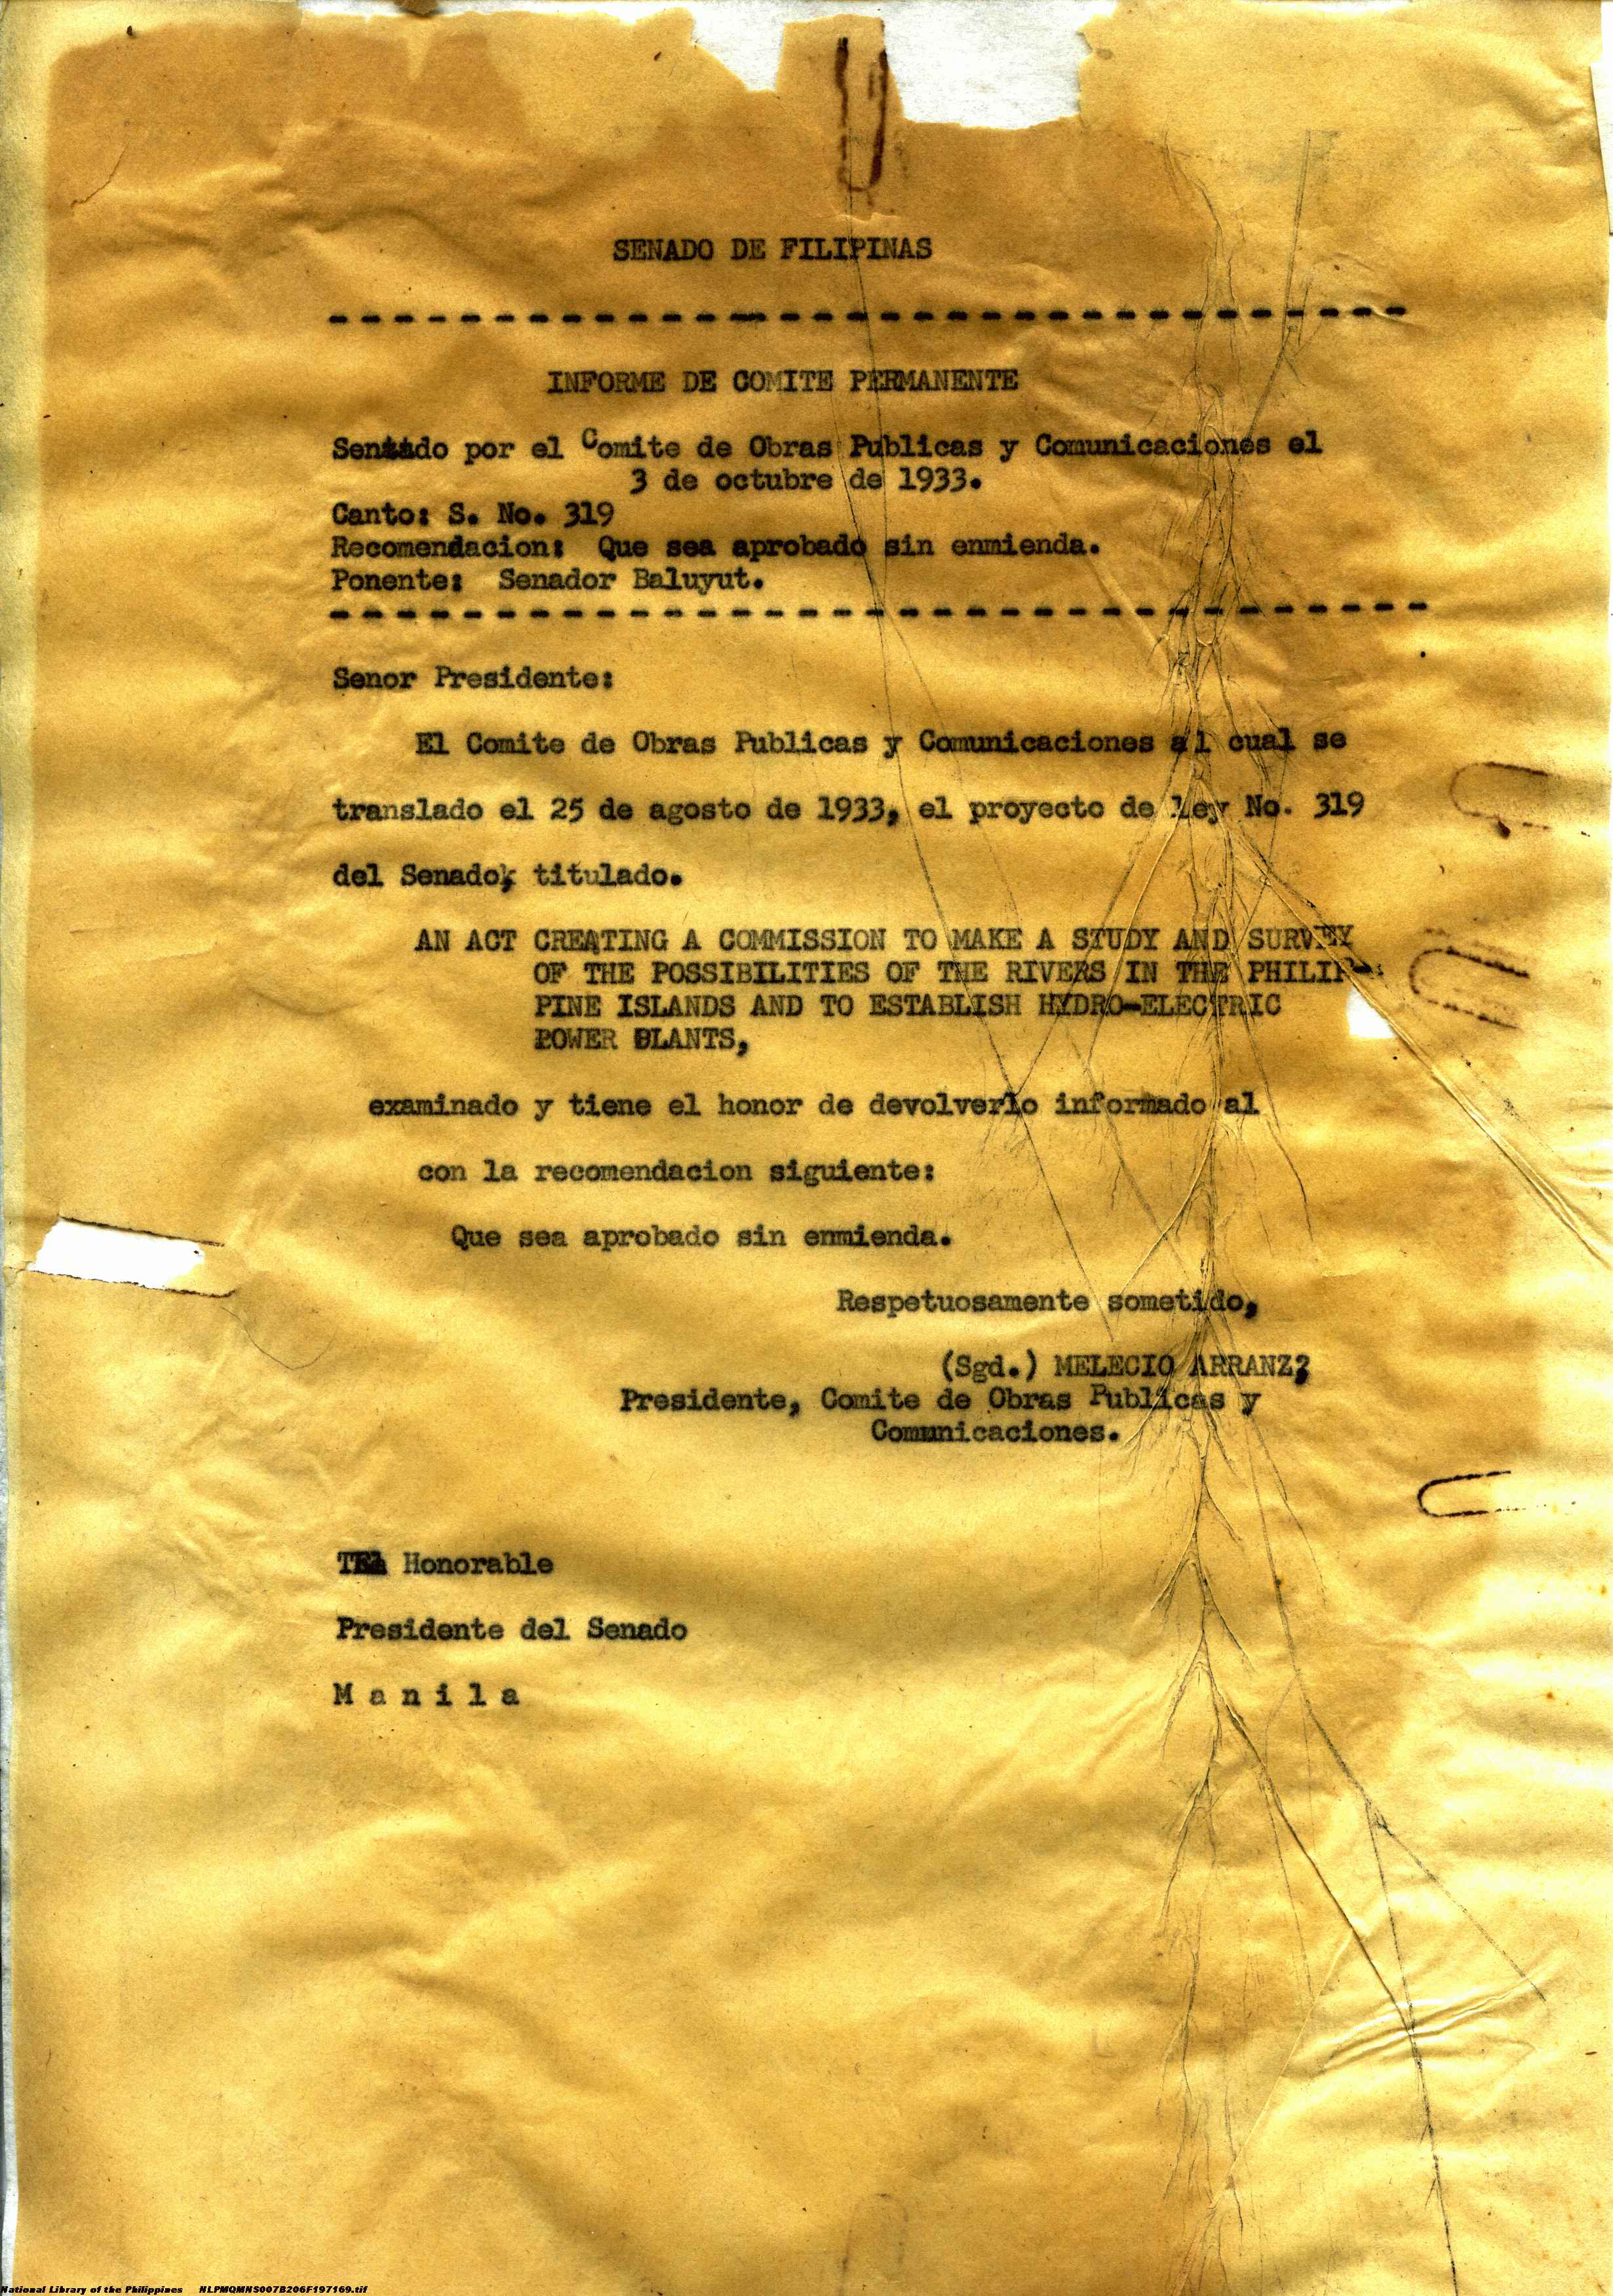 SENADO DE FILIPINAS
INFORME DE COMITE PERMANENTE
Sentado por el Comite de Obras Publicas y Comunicaciones el
3 de octubre de 1933.
Canto: S. No. 319
Recomendacion: Que sea aprobado sin enmienda.
Ponente: Senador Baluyut.
Senor Presidente:
El Comite de Obras Publicas y Comunicaciones al cual se
translado el 25 de agosto de 1933, el proyecto de Ley No. 319
del Senado, titulado.
AN ACT CREATING A COMMISSION TO MAKE A STUDY AND SURVEY
OF THE POSSIBILITIES OF THE RIVERS IN THE PHILIP-
PINE ISLANDS AND TO ESTABLISH HYDRO-ELECTRIC
POWER PLANTS,
examinado y tiene el honor de devolverlo informado al
con la recomendacion siguiente:
Que sea aprobado sin enmienda.
Respetuosamente sometido,
(Sgd.) MELECIO ARRANZ?
Presidente, Comite de Obras Publicas y
Comunicaciones.
Honorable
Presidente del Senado
M a n i l a
National Library of the Philippines NLPMQMNS007B206F197169.tif